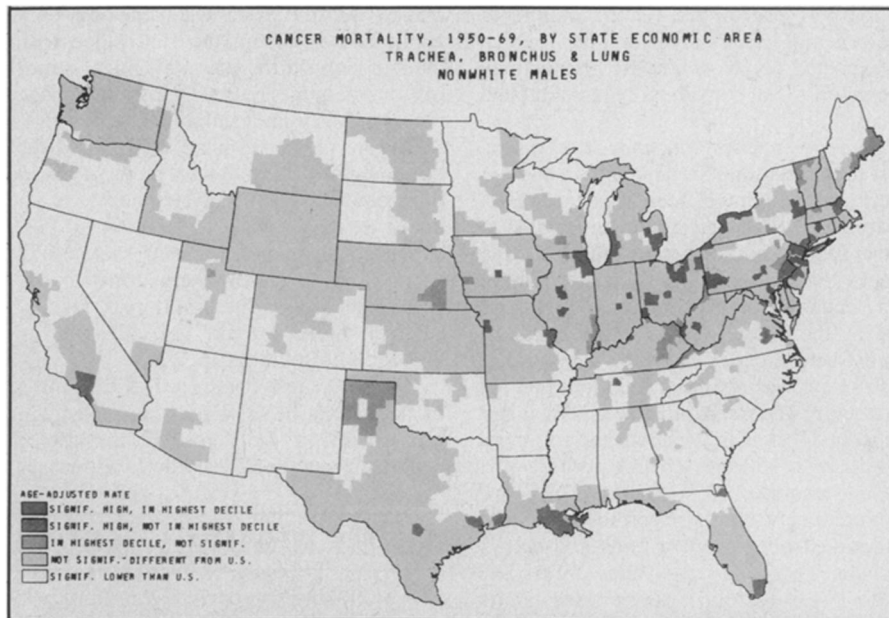 CANCER MORTALITY, 1950-69, BY STATE ECONOMIC AREA
TRACHEA, BRONCHUS & LUNG
NONWHITE MALES
AGE-ADJUSTED RATE
SIGNIF. HIGH, IN HIGHEST DECILE
SIGNIF. HIGH, NOT IN HIGHEST DECILE
IN HIGHEST DECILE, NOT SIGNIF.
NOT SIGNIF. DIFFERENT FROM U.S.
SIGNIF. LOWER THAN U.S.